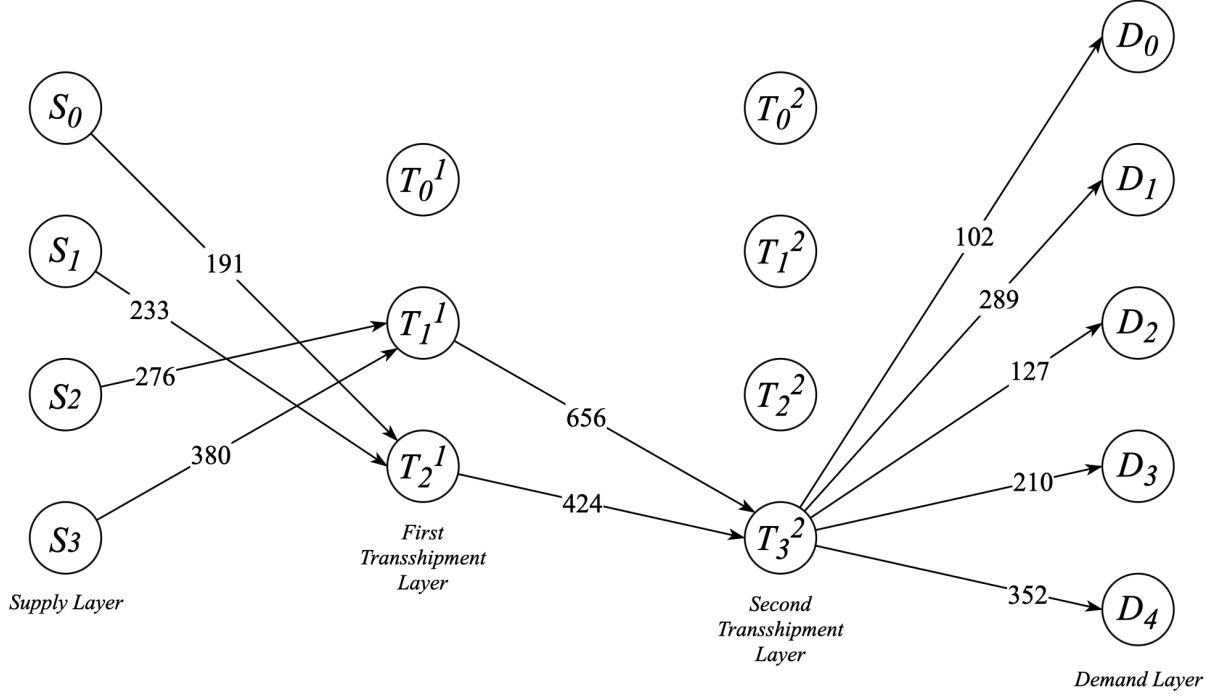 S0
S1
S2
S3
Supply Layer
191
233
276
380
T0 1
T1 1
T2 1
First
Transshipment
Layer
656
424
T0 2
T1 2
T2 2
T3 2
Second
Transshipment
Layer
102
289
127
210
352
D0
D1
D2
D3
D4
Demand Layer